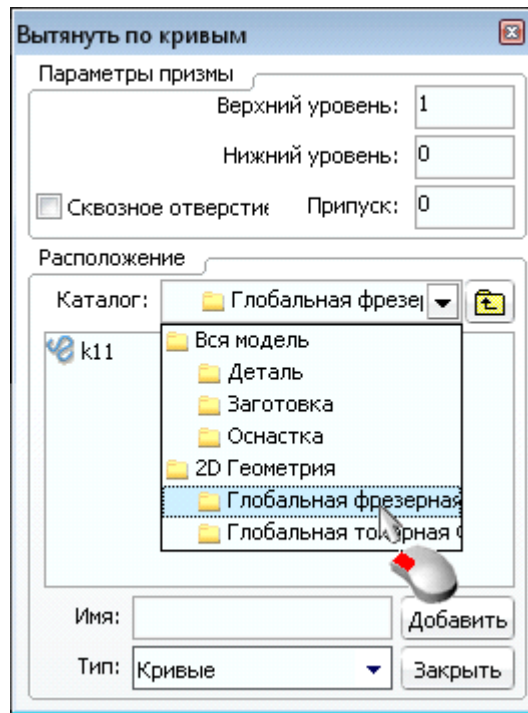 Вытянуть по кривым
Параметры призмы
Верхний уровень: 1
Нижний уровень: 0
Сквозное отверстие Припуск: 0
Расположение
Каталог: Глобальная фрезер
k11
Вся модель
Деталь
Заготовка
Оснастка
2D Геометрия
Глобальная фрезерная
Глобальная токарная С
Имя: Добавить
Тип: Кривые Закрыть